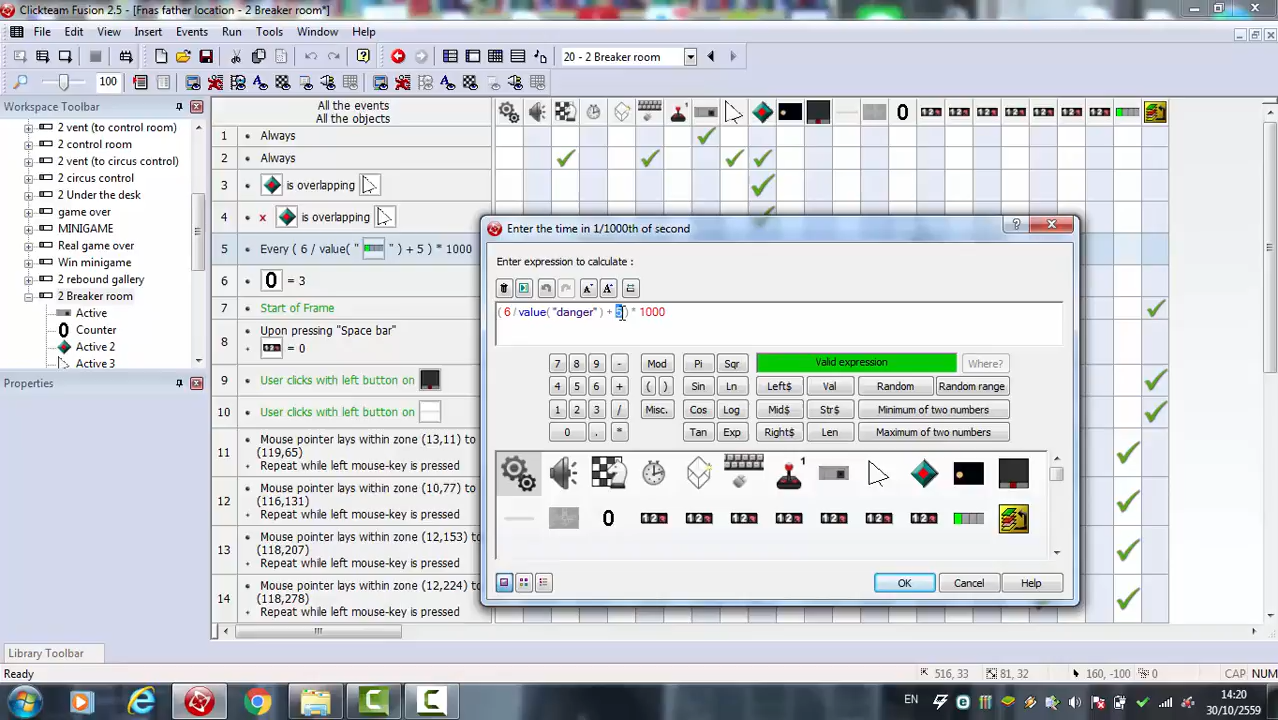 Clickteam Fusion 2.5 - [Fnas father location - 2 Breaker room*]
File Edit View Insert Events Run Tools Window Help
20 - 2 Breaker room
100
Workspace Toolbar
2 vent (to control room)
2 control room
2 vent (to circus control)
2 circus control
2 Under the desk
game over
MINIGAME
Real game over
Win minigame
2 rebound gallery
2 Breaker room
Active
Counter
Active 2
Active 3
Properties
Library Toolbar
Ready
All the events
All the objects
1 Always
2 Always
3 is overlapping
4 x is overlapping
5 Every ( 6 / value( " " ) + 5 ) * 1000
6 0 = 3
7 Start of Frame
8 Upon pressing "Space bar"
= 0
9 User clicks with left button on
10 User clicks with left button on
11 Mouse pointer lays within zone (13,11) to
(119,65)
Repeat while left mouse-key is pressed
12 Mouse pointer lays within zone (10,77) to
(116,131)
Repeat while left mouse-key is pressed
13 Mouse pointer lays within zone (12,153) to
(118,207)
Repeat while left mouse-key is pressed
14 Mouse pointer lays within zone (12,224) to
(118,278)
Repeat while left mouse-key is pressed
Enter the time in 1/1000th of second
Enter expression to calculate :
( 6 / value( "danger" ) + 5 ) * 1000
7 8 9 - Mod Pi Sqr Valid expression Where?
4 5 6 + ( ) Sin Ln Left$ Val Random Random range
1 2 3 / Misc. Cos Log Mid$ Str$ Minimum of two numbers
0 . * Tan Exp Right$ Len Maximum of two numbers
OK Cancel Help
516, 33 81, 32 160, -100 0 CAP NUM
EN
14:20
30/10/2559